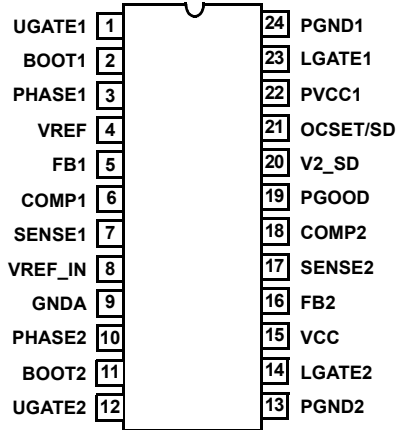 UGATE1 1 24 PGND1
BOOT1 2 23 LGATE1
PHASE1 3 22 PVCC1
VREF 4 21 OCSET/SD
FB1 5 20 V2_SD
COMP1 6 19 PGOOD
SENSE1 7 18 COMP2
VREF_IN 8 17 SENSE2
GNDA 9 16 FB2
PHASE2 10 15 VCC
BOOT2 11 14 LGATE2
UGATE2 12 13 PGND2